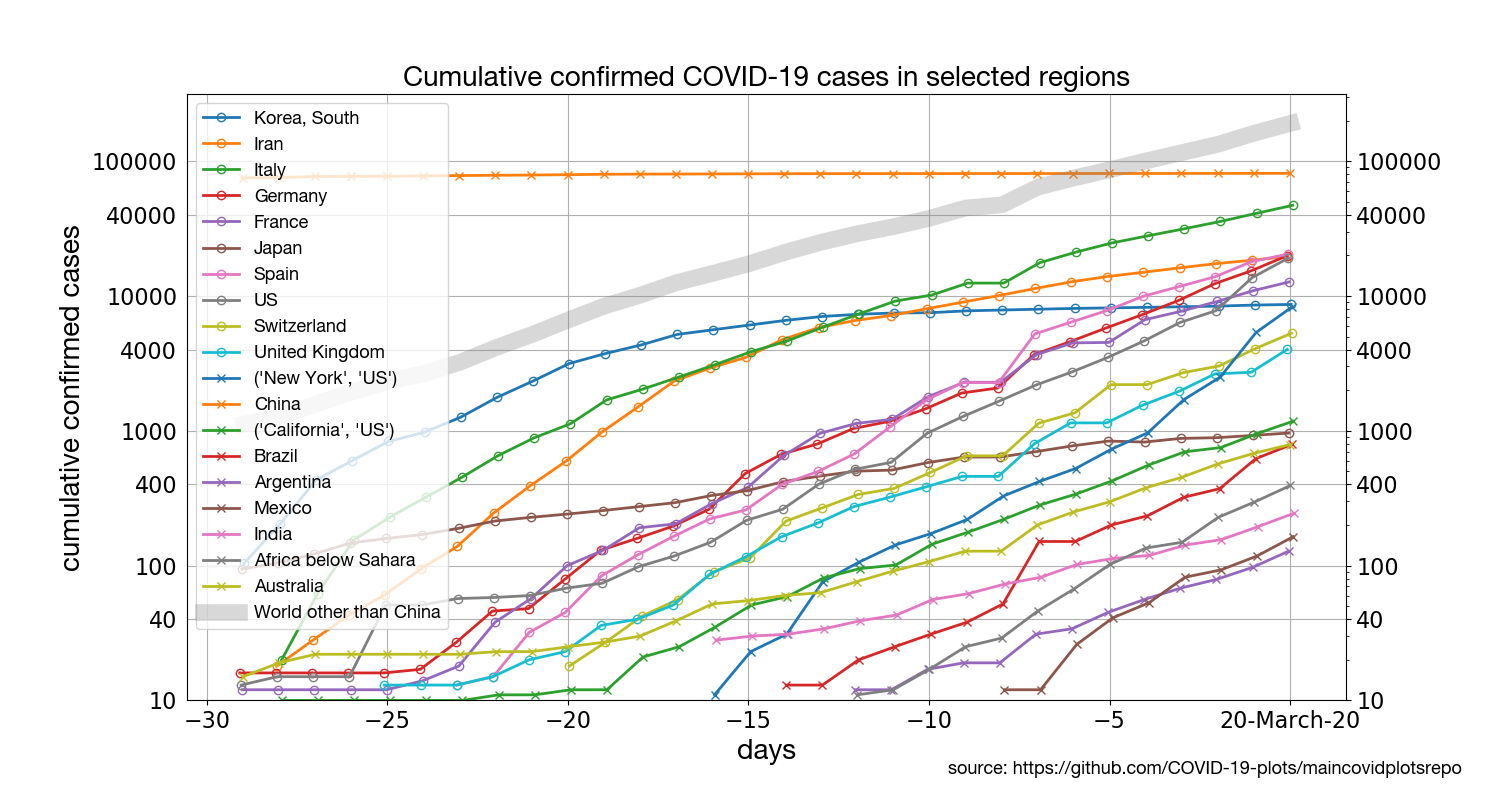 Cumulative confirmed COVID-19 cases in selected regions
cumulative confirmed cases
100000
40000
10000
4000
1000
400
100
40
10
Korea, South
Iran
Italy
Germany
France
Japan
Spain
US
Switzerland
United Kingdom
('New York', 'US')
China
('California', 'US')
Brazil
Argentina
Mexico
India
Africa below Sahara
Australia
World other than China
100000
40000
10000
4000
1000
400
100
40
10
−30 −25 −20 −15 −10 −5 20-March-20
days
source: https://github.com/COVID-19-plots/maincovidplotsrepo